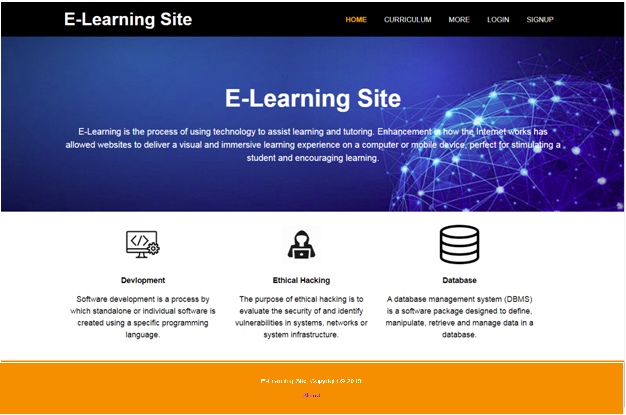 E-Learning Site
HOME CURRICULUM MORE LOGIN SIGNUP
E-Learning Site
E-Learning is the process of using technology to assist learning and tutoring. Enhancement in how the Internet works has
allowed websites to deliver a visual and immersive learning experience on a computer or mobile device, perfect for stimulating a
student and encouraging learning.
Devlopment
Software development is a process by
which standalone or individual software is
created using a specific programming
language.
Ethical Hacking
The purpose of ethical hacking is to
evaluate the security of and identify
vulnerabilities in systems, networks or
system infrastructure.
Database
A database management system (DBMS)
is a software package designed to define,
manipulate, retrieve and manage data in a
database.
E-Learning Site, Copyright ©